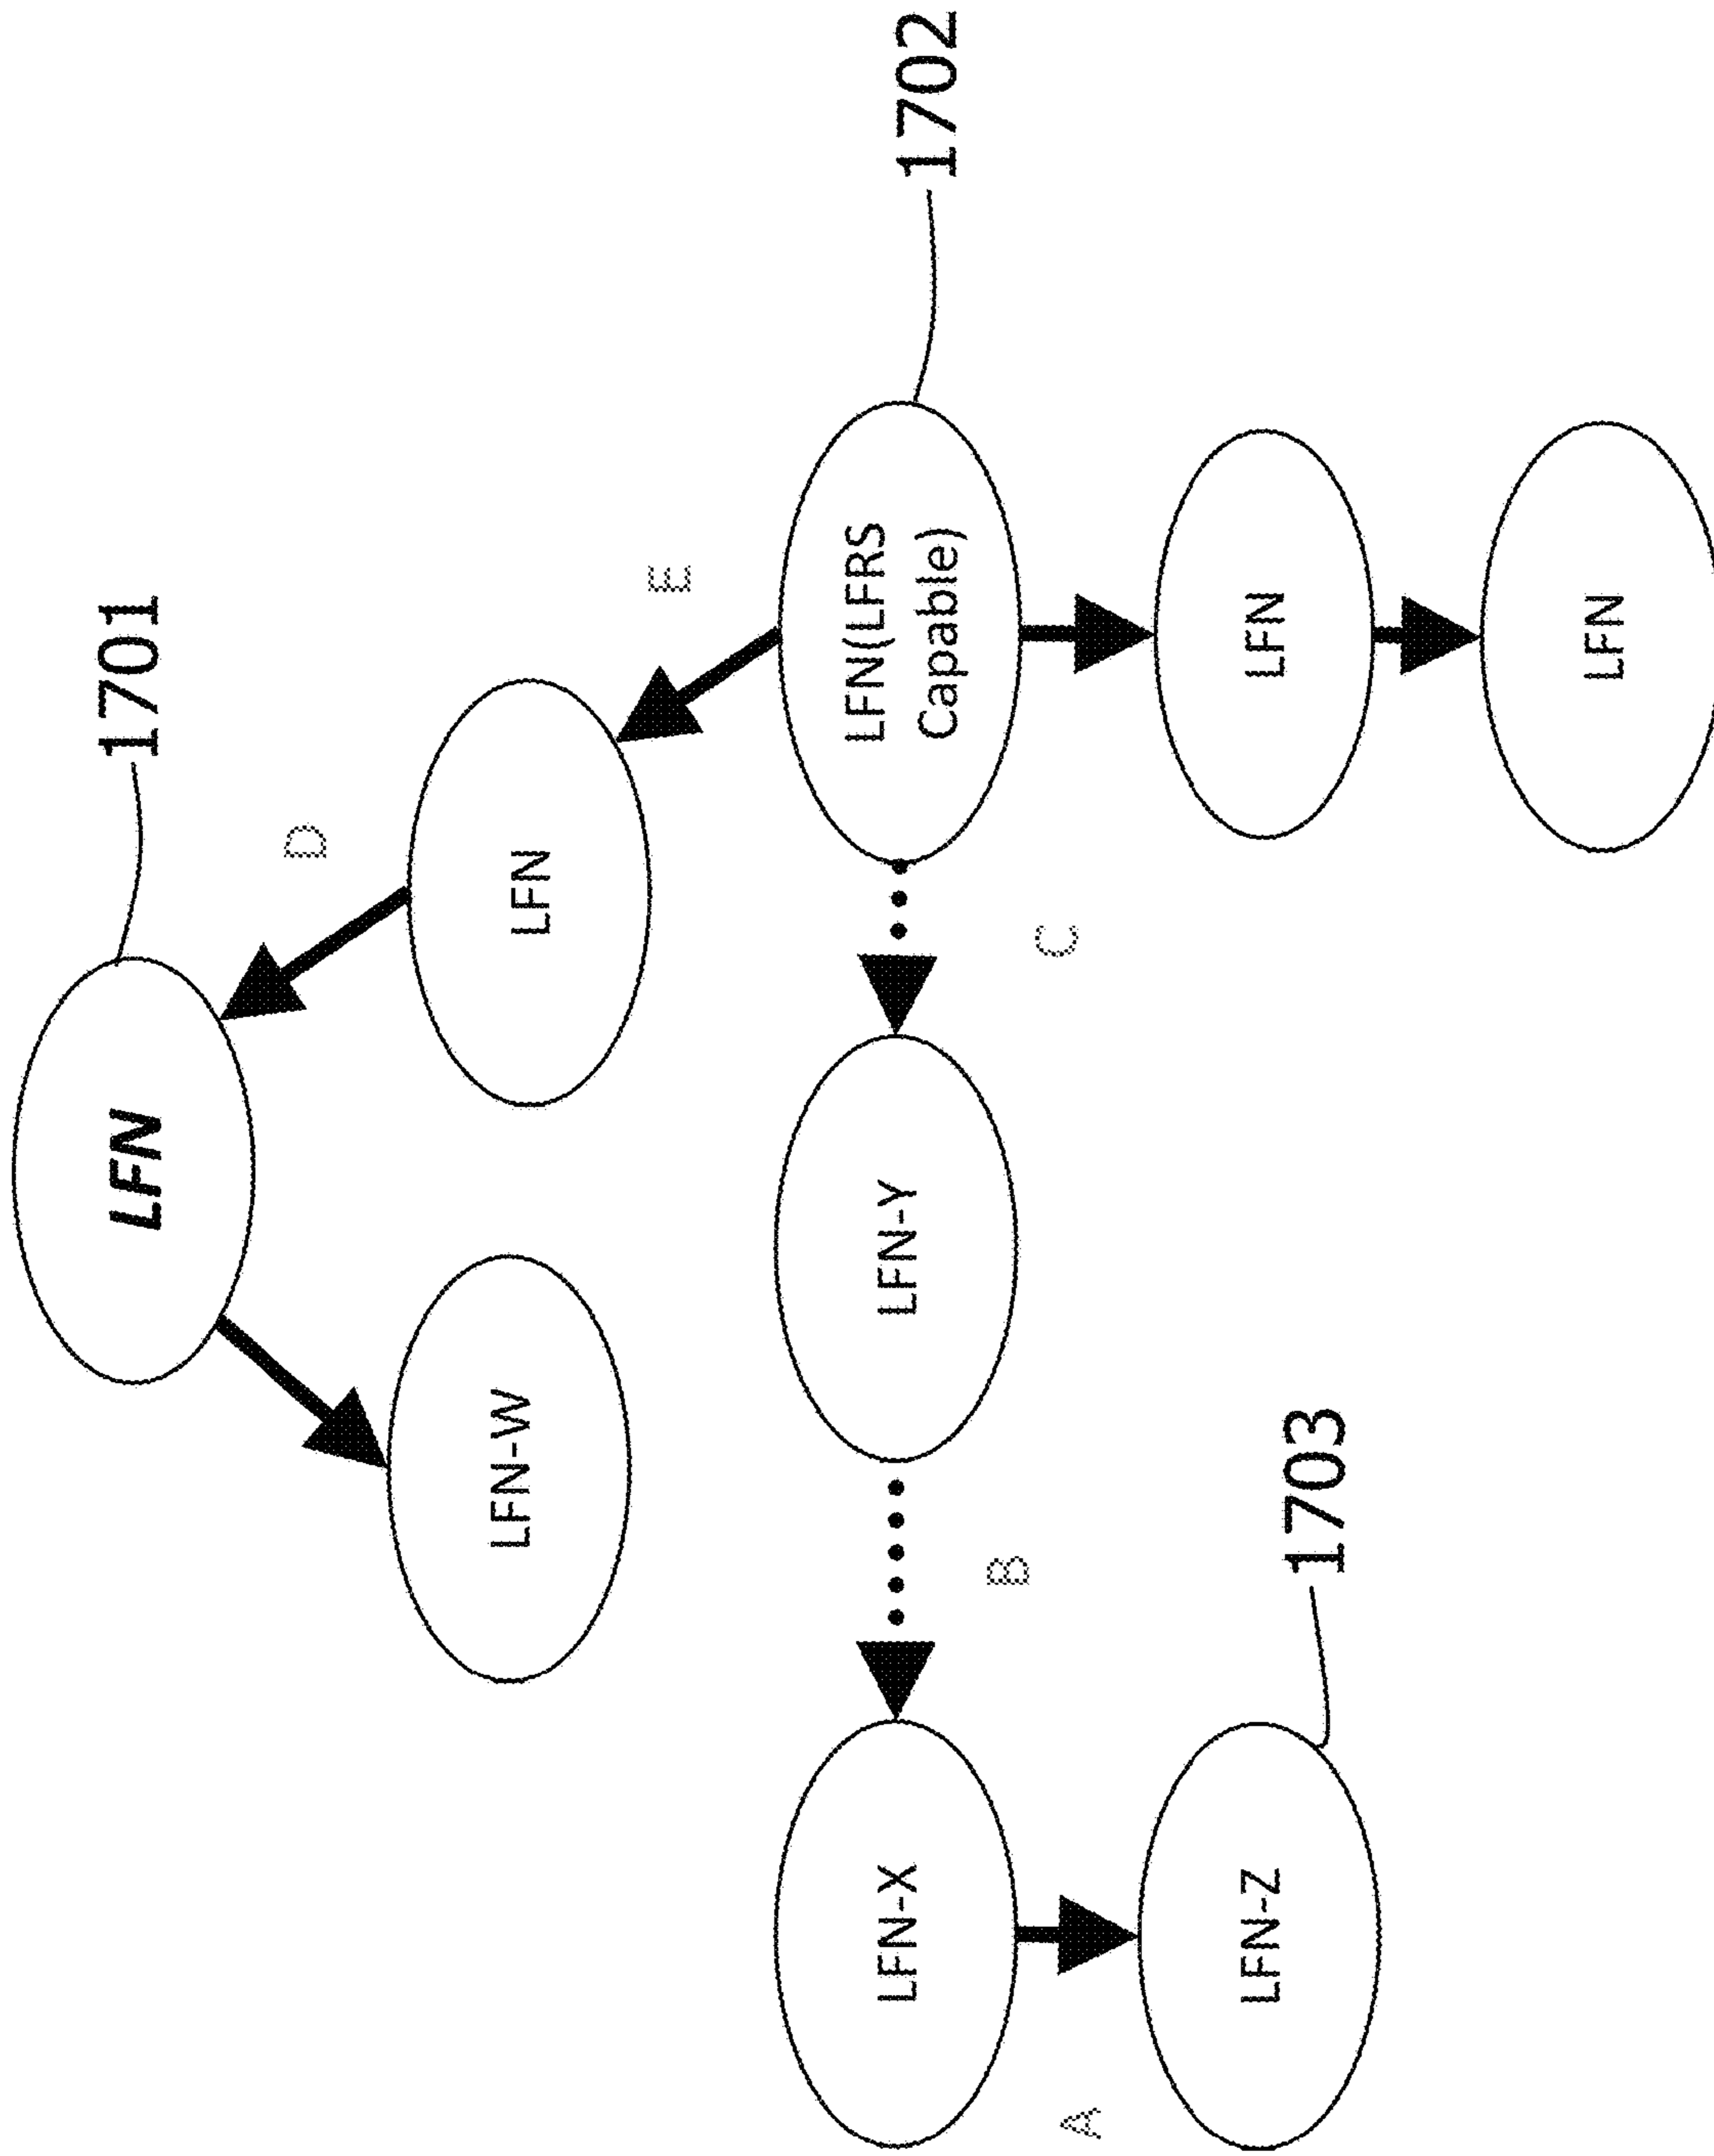 LFN
1701
D
LFN-W
LFN
E
LFN-X
LFN-Y
LFN(LFRS
Capable)
1702
B
C
A
LFN-Z
1703
LFN
LFN